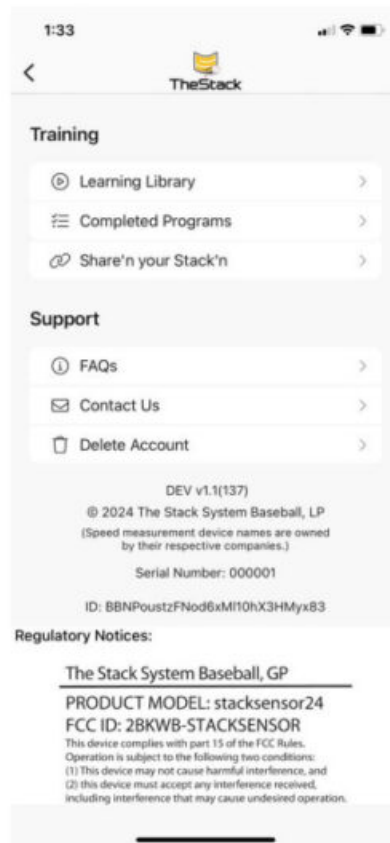 1:33
TheStack
Training
Learning Library
Completed Programs
Share'n your Stack'n
Support
FAQs
Contact Us
Delete Account
DEV v1.1(137)
© 2024 The Stack System Baseball, LP
(Speed measurement device names are owned
by their respective companies.)
Serial Number: 000001
ID: BBNPoustzFNod6xMl10hX3HMyx83
Regulatory Notices:
The Stack System Baseball, GP
PRODUCT MODEL: stacksensor24
FCC ID: 2BKWB-STACKSENSOR
This device complies with part 15 of the FCC Rules.
Operation is subject to the following two conditions:
(1) This device may not cause harmful interference, and
(2) this device must accept any interference received,
including interference that may cause undesired operation.